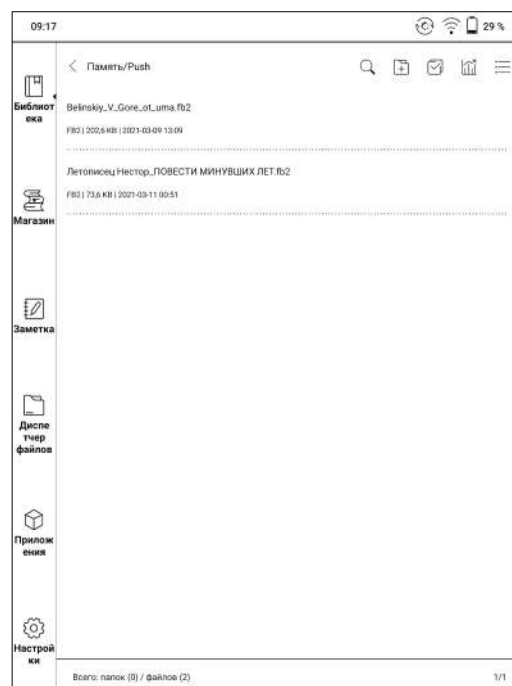 09:17
29 %
Память/Push
Библиот
ека
Belinskiy_V_Gore_ot_uma.fb2
FB2 | 202,6 KB | 2021-03-09 13:09
Летописец Нестор_ПОВЕСТИ МИНУВШИХ ЛЕТ.fb2
FB2 | 73,6 KB | 2021-03-11 00:51
Магазин
Заметка
Диспе
тчер
файлов
Прилож
ения
Настрой
ки
Всего: папок (0) / файлов (2)
1/1